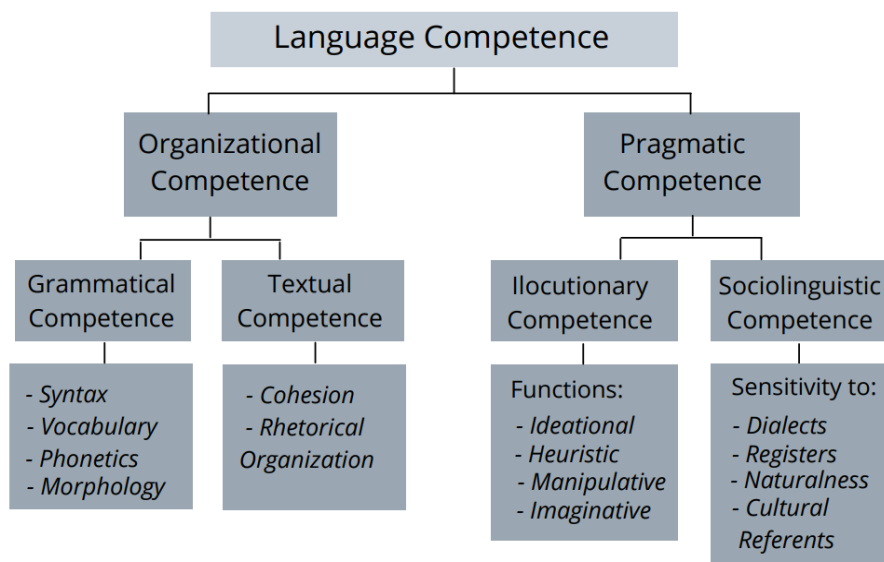 Language Competence
Organizational
Competence
Pragmatic
Competence
Grammatical
Competence
Textual
Competence
Ilocutionary
Competence
Sociolinguistic
Competence
- Syntax
- Vocabulary
- Phonetics
- Morphology
- Cohesion
- Rhetorical
Organization
Functions:
- Ideational
- Heuristic
- Manipulative
- Imaginative
Sensitivity to:
- Dialects
- Registers
- Naturalness
- Cultural
Referents